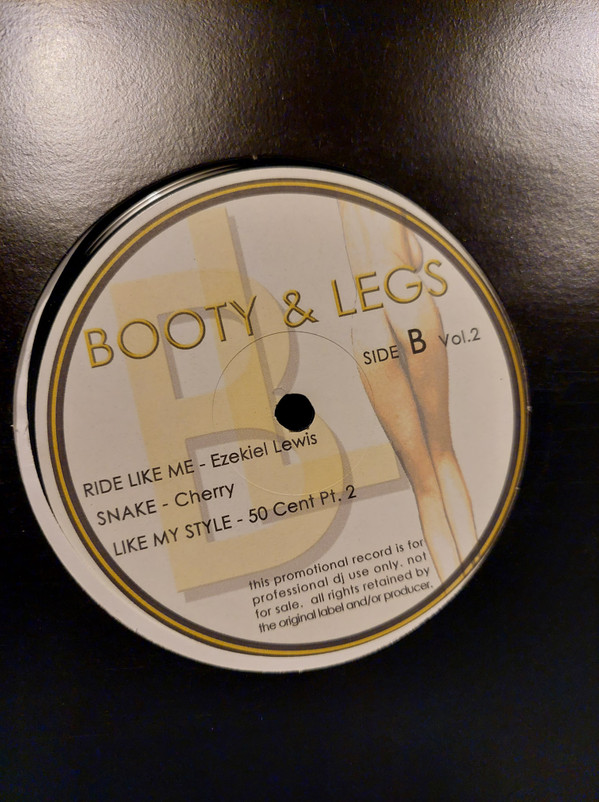 BOOTY & LEGS
SIDE B Vol.2
RIDE LIKE ME - Ezekiel Lewis
SNAKE - Cherry
LIKE MY STYLE - 50 Cent Pt. 2
this promotional record is for
professional dj use only. not
for sale. all rights retained by
the original label and/or producer.